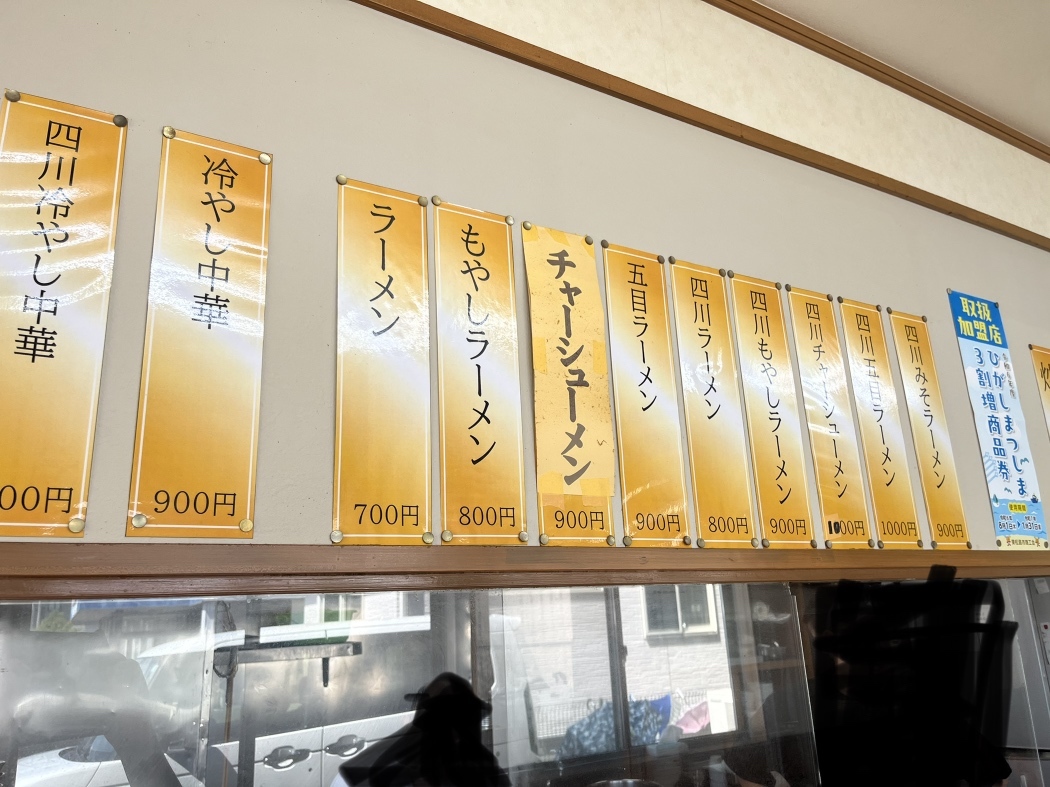 四川冷やし中華
00円
冷やし中華
900円
ラーメン
700円
もやしラーメン
800円
チャーシューメン
900円
五目ラーメン
900円
四川ラーメン
800円
四川もやしラーメン
900円
四川チャーシューメン
1000円
四川五目ラーメン
1000円
四川みそラーメン
900円
取扱
加盟店
ひがしまつしま
3割増商品券